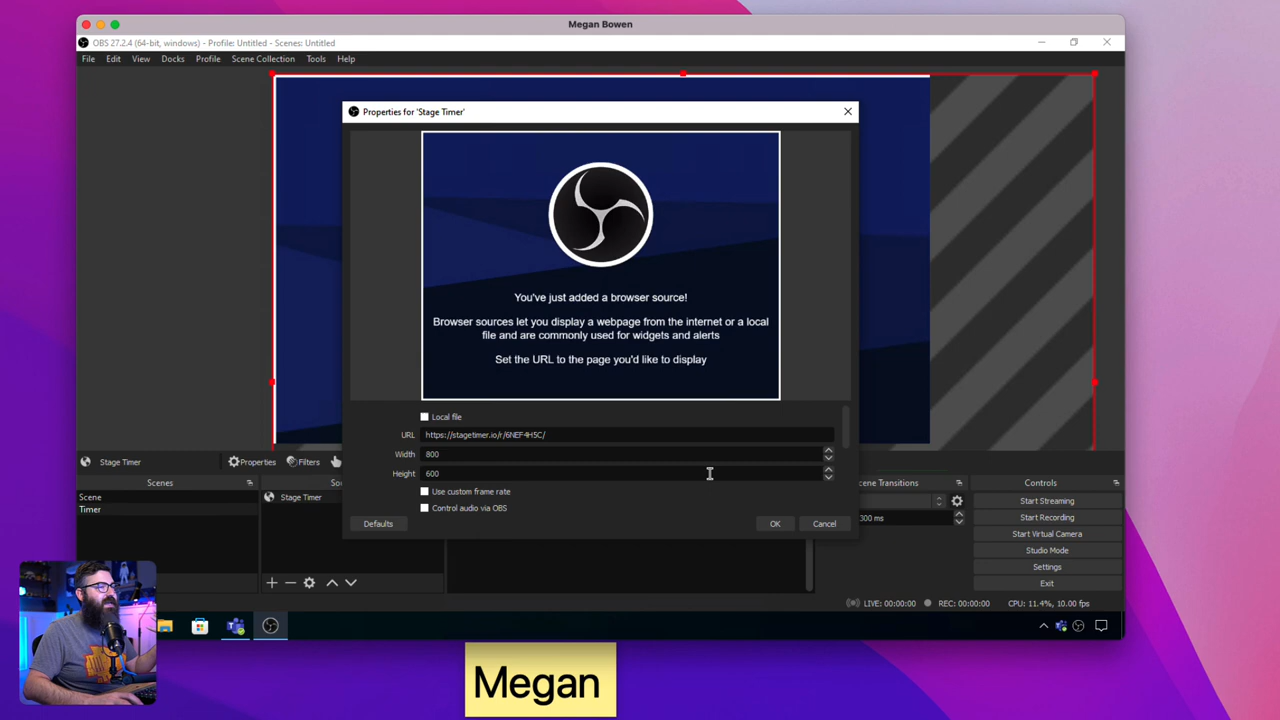 Megan Bowen
OBS 27.2.4 (64-bit, windows) - Profile: Untitled - Scenes: Untitled
File Edit View Docks Profile Scene Collection Tools Help
Properties for 'Stage Timer'
You've just added a browser source!
Browser sources let you display a webpage from the internet or a local
file and are commonly used for widgets and alerts
Set the URL to the page you'd like to display
Local file
URL https://stagetimer.io/r/6NEF4H5C/
Width 800
Height 600
Use custom frame rate
Control audio via OBS
Defaults OK Cancel
Stage Timer Properties Filters
Scenes
Scene
Timer
Sou
Stage Timer
cene Transitions
300 ms
Controls
Start Streaming
Start Recording
Start Virtual Camera
Studio Mode
Settings
Exit
LIVE: 00:00:00 REC: 00:00:00 CPU: 11.4%, 10.00 fps
Megan